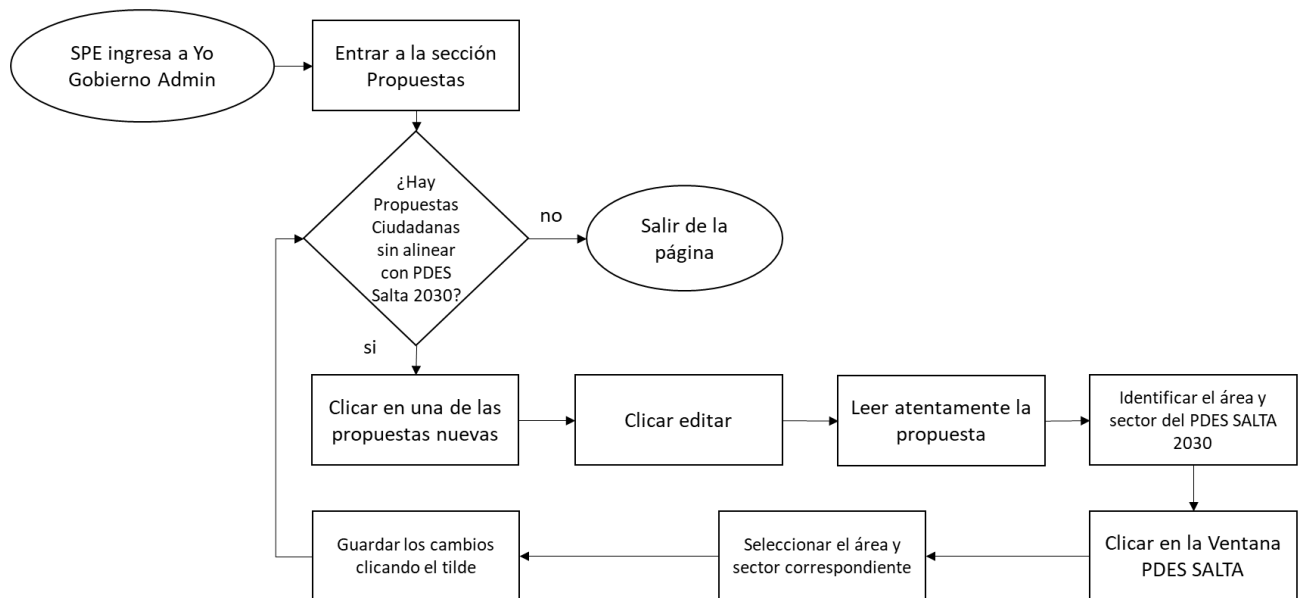 SPE ingresa a Yo
Gobierno Admin
Entrar a la sección
Propuestas
¿Hay
Propuestas
Ciudadanas
sin alinear
con PDES
Salta 2030?
no
Salir de la
página
si
Clicar en una de las
propuestas nuevas
Clicar editar
Leer atentamente la
propuesta
Identificar el área y
sector del PDES SALTA
2030
Clicar en la Ventana
PDES SALTA
Seleccionar el área y
sector correspondiente
Guardar los cambios
clicando el tilde